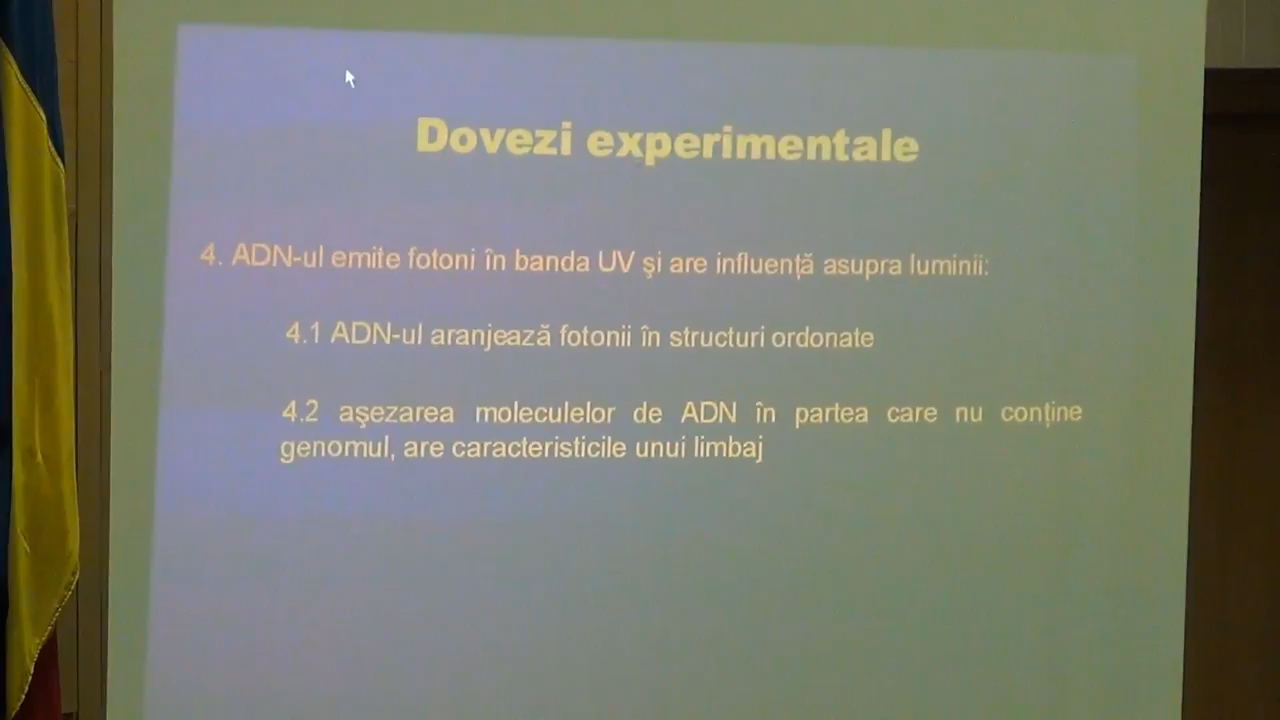 Dovezi experimentale
4. ADN-ul emite fotoni în banda UV şi are influenţă asupra luminii:
4.1 ADN-ul aranjează fotonii în structuri ordonate
4.2 aşezarea moleculelor de ADN în partea care nu conţine
genomul, are caracteristicile unui limbaj